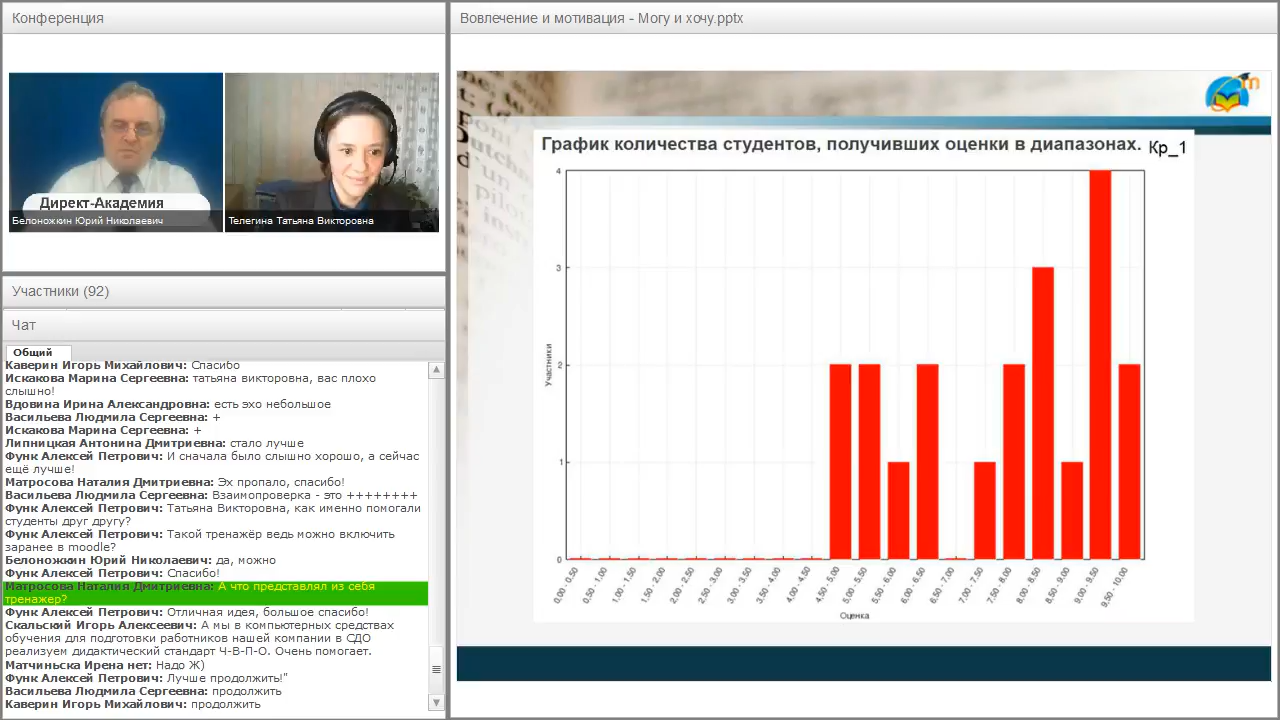 Конференция
Директ-Академия
Белоножкин Юрий Николаевич
Телегина Татьяна Викторовна
Участники (92)
Чат
Общий
Каверин Игорь Михайлович: Спасибо
Искакова Марина Сергеевна: татьяна викторовна, вас плохо
слышно!
Вдовина Ирина Александровна: есть эхо небольшое
Васильева Людмила Сергеевна: +
Искакова Марина Сергеевна: +
Липницкая Антонина Дмитриевна: стало лучше
Функ Алексей Петрович: И сначала было слышно хорошо, а сейчас
ещё лучше!
Матросова Наталия Дмитриевна: Эх пропало, спасибо!
Васильева Людмила Сергеевна: Взаимопроверка - это ++++++++
Функ Алексей Петрович: Татьяна Викторовна, как именно помогали
студенты друг другу?
Функ Алексей Петрович: Такой тренажёр ведь можно включить
заранее в moodle?
Белоножкин Юрий Николаевич: да, можно
Функ Алексей Петрович: Спасибо!
Матросова Наталия Дмитриевна: А что представлял из себя
тренажер?
Функ Алексей Петрович: Отличная идея, большое спасибо!
Скальский Игорь Алексеевич: А мы в компьютерных средствах
обучения для подготовки работников нашей компании в СДО
реализуем дидактический стандарт Ч-В-П-О. Очень помогает.
Матчиньска Ирена нет: Надо Ж)
Функ Алексей Петрович: Лучше продолжить!"
Васильева Людмила Сергеевна: продолжить
Каверин Игорь Михайлович: продолжить
Вовлечение и мотивация - Могу и хочу.pptx
График количества студентов, получивших оценки в диапазонах. Кр_1
4
3
2
1
0
Участники
0,00 - 0,50
0,50 - 1,00
1,00 - 1,50
1,50 - 2,00
2,00 - 2,50
2,50 - 3,00
3,00 - 3,50
3,50 - 4,00
4,00 - 4,50
4,50 - 5,00
5,00 - 5,50
5,50 - 6,00
6,00 - 6,50
6,50 - 7,00
7,00 - 7,50
7,50 - 8,00
8,00 - 8,50
8,50 - 9,00
9,00 - 9,50
9,50 - 10,00
Оценка